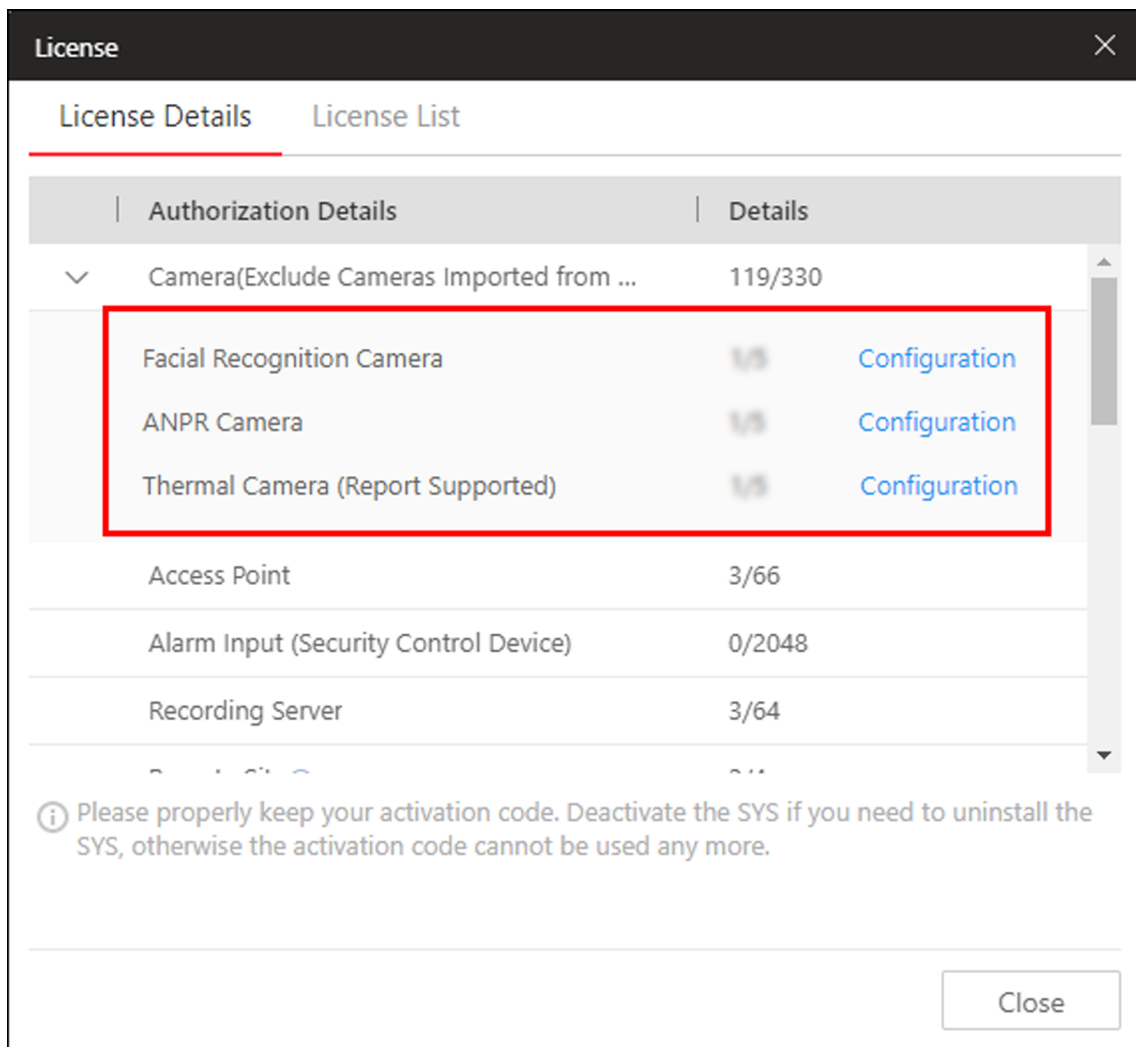 License
License Details License List
Authorization Details Details
Camera(Exclude Cameras Imported from ... 119/330
Facial Recognition Camera Configuration
ANPR Camera Configuration
Thermal Camera (Report Supported) Configuration
Access Point 3/66
Alarm Input (Security Control Device) 0/2048
Recording Server 3/64
Please properly keep your activation code. Deactivate the SYS if you need to uninstall the
SYS, otherwise the activation code cannot be used any more.
Close